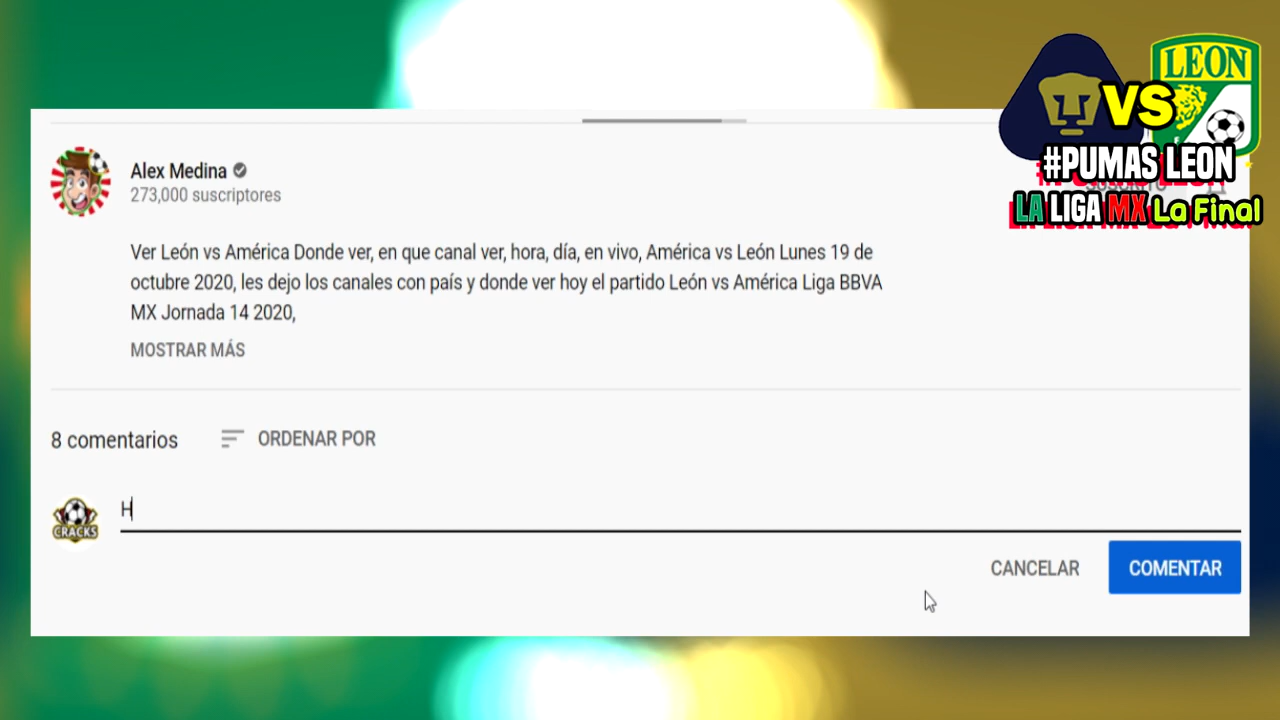 LEON
VS
#PUMAS LEON
LA LIGA MX La Final
Alex Medina
273,000 suscriptores
Ver León vs América Donde ver, en que canal ver, hora, día, en vivo, América vs León Lunes 19 de
octubre 2020, les dejo los canales con país y donde ver hoy el partido León vs América Liga BBVA
MX Jornada 14 2020,
MOSTRAR MÁS
8 comentarios
ORDENAR POR
CRACKS
H
CANCELAR
COMENTAR